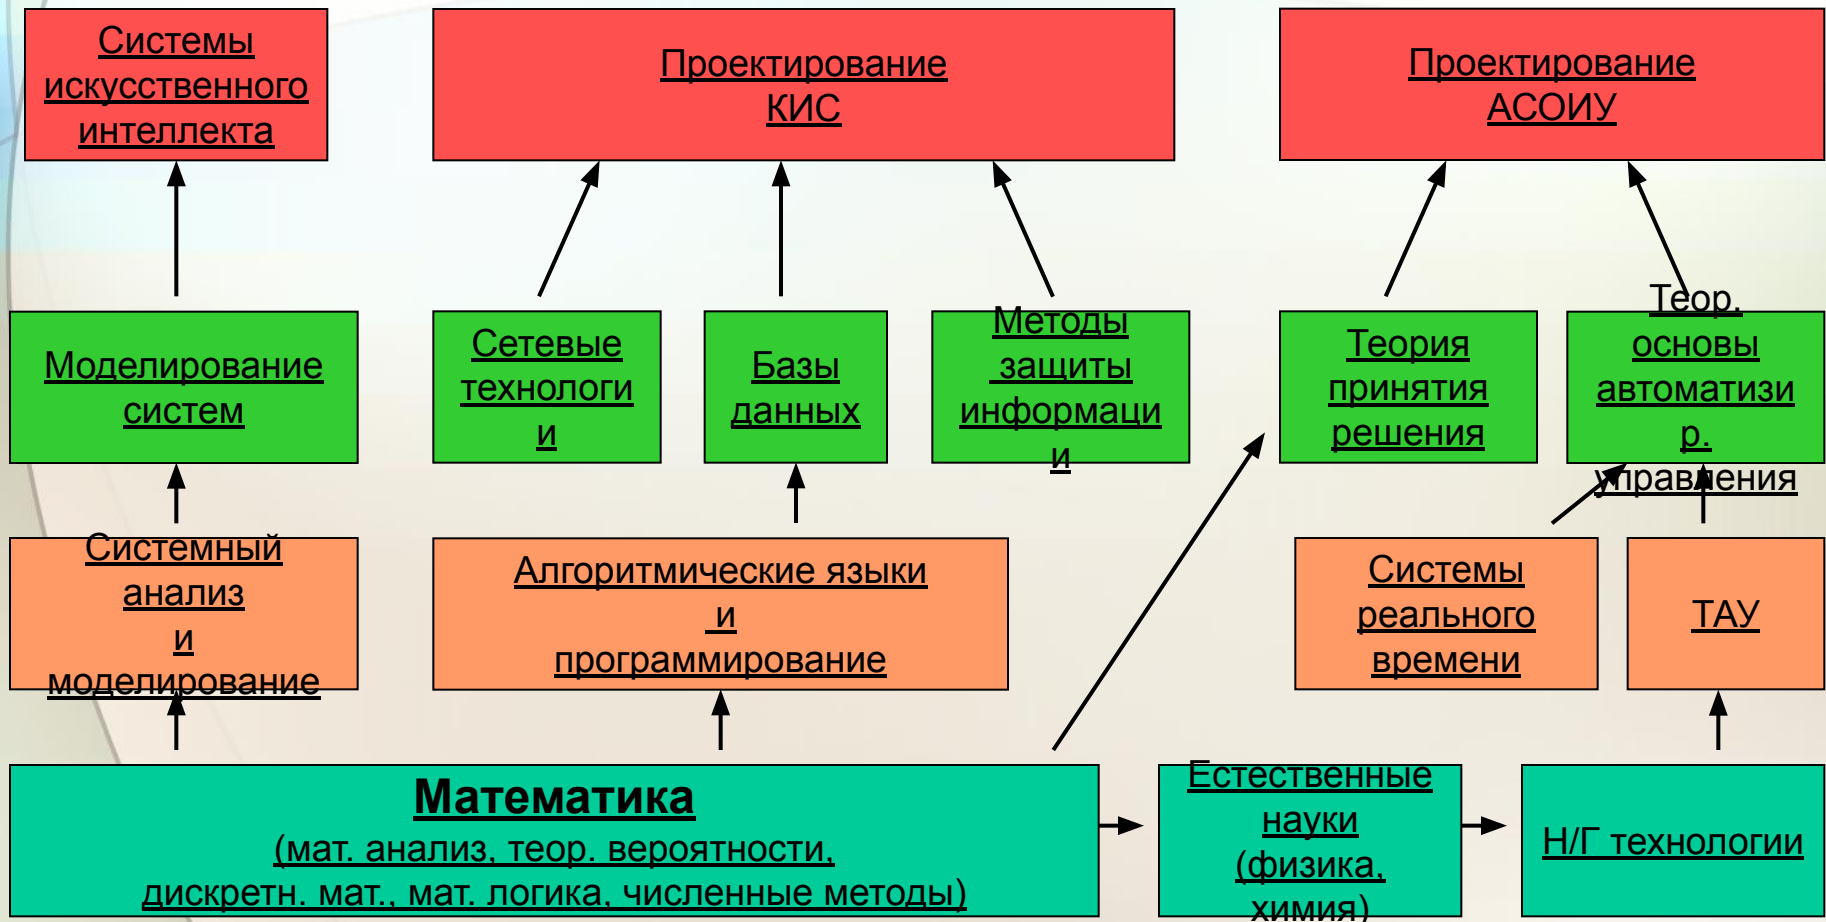 Системы
искусственного
интеллекта
Проектирование
КИС
Проектирование
АСОИУ
Моделирование
систем
Сетевые
технологи
и
Базы
данных
Методы
защиты
информаци
и
Теория
принятия
решения
Теор.
основы
автоматизи
р.
управления
Системный
анализ
и
моделирование
Алгоритмические языки
и
программирование
Системы
реального
времени
ТАУ
Математика
(мат. анализ, теор. вероятности,
дискретн. мат., мат. логика, численные методы)
Естественные
науки
(физика,
химия)
Н/Г технологии